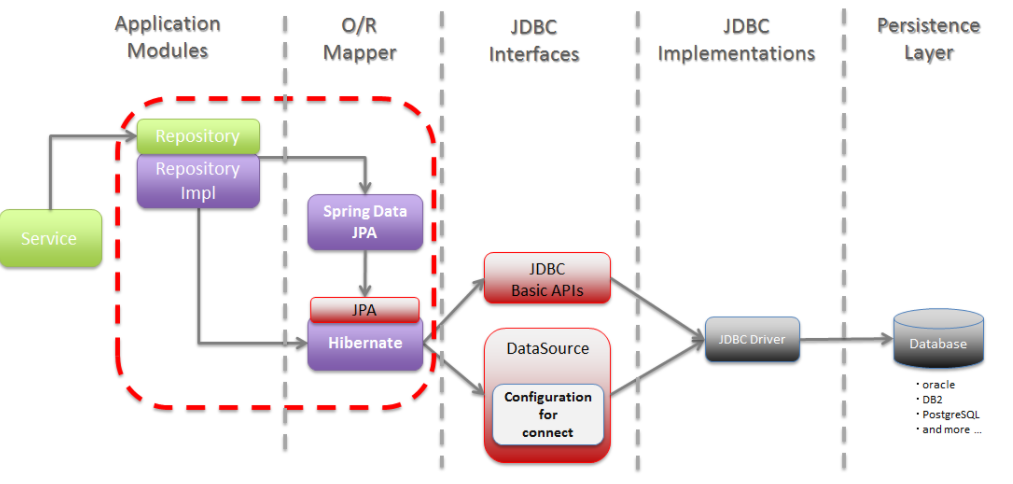 Application
Modules
O/R
Mapper
JDBC
Interfaces
JDBC
Implementations
Persistence
Layer
Repository
Repository
Impl
Service
Spring Data
JPA
JPA
Hibernate
JDBC
Basic APIs
DataSource
Configuration
for
connect
JDBC Driver
Database
・oracle
・DB2
・PostgreSQL
・and more ...